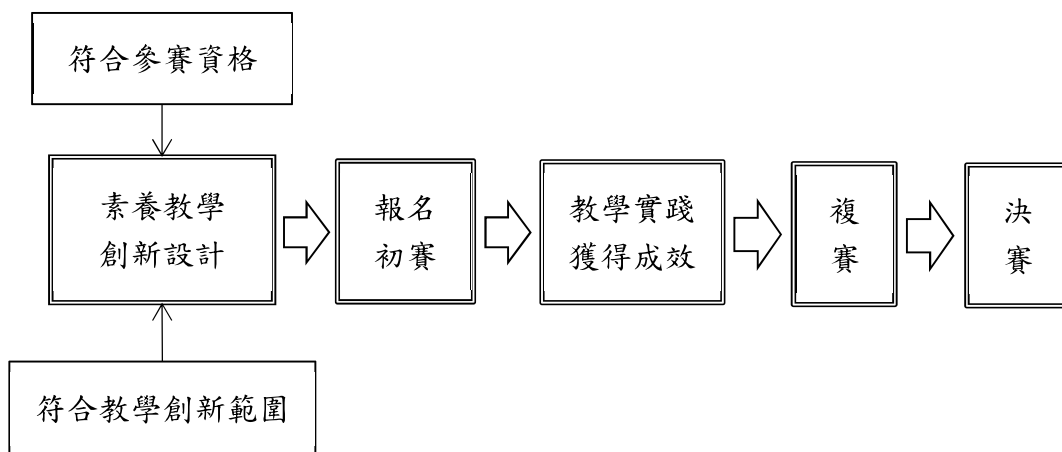 符合參賽資格
素養教學
創新設計
報名
初賽
教學實踐
獲得成效
複
賽
決
賽
符合教學創新範圍